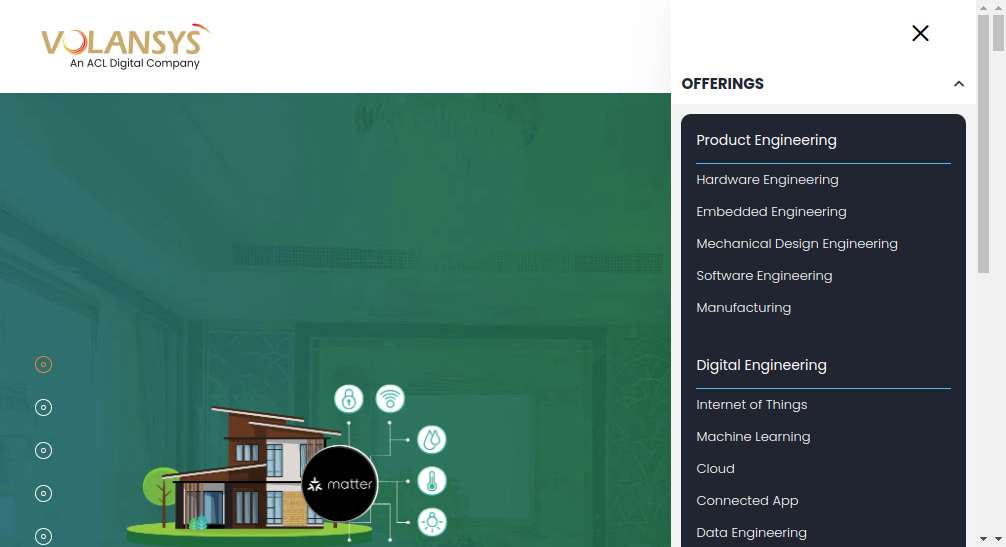 VOLANSYS
An ACL Digital Company
OFFERINGS
Product Engineering
Hardware Engineering
Embedded Engineering
Mechanical Design Engineering
Software Engineering
Manufacturing
Digital Engineering
Internet of Things
Machine Learning
Cloud
Connected App
Data Engineering
matter